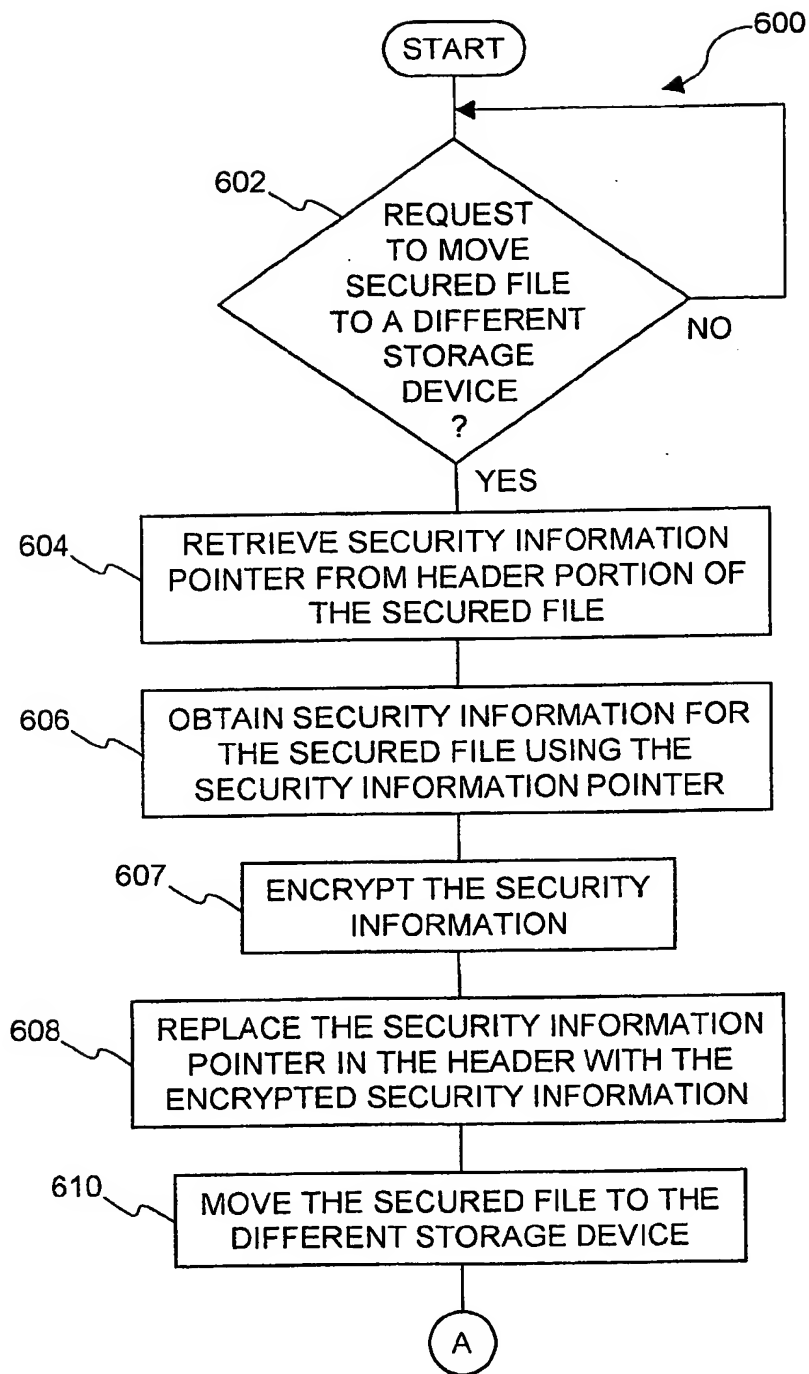 600
START
602
REQUEST
TO MOVE
SECURED FILE
TO A DIFFERENT
STORAGE
DEVICE
?
NO
YES
604
RETRIEVE SECURITY INFORMATION
POINTER FROM HEADER PORTION OF
THE SECURED FILE
606
OBTAIN SECURITY INFORMATION FOR
THE SECURED FILE USING THE
SECURITY INFORMATION POINTER
607
ENCRYPT THE SECURITY
INFORMATION
608
REPLACE THE SECURITY INFORMATION
POINTER IN THE HEADER WITH THE
ENCRYPTED SECURITY INFORMATION
610
MOVE THE SECURED FILE TO THE
DIFFERENT STORAGE DEVICE
A